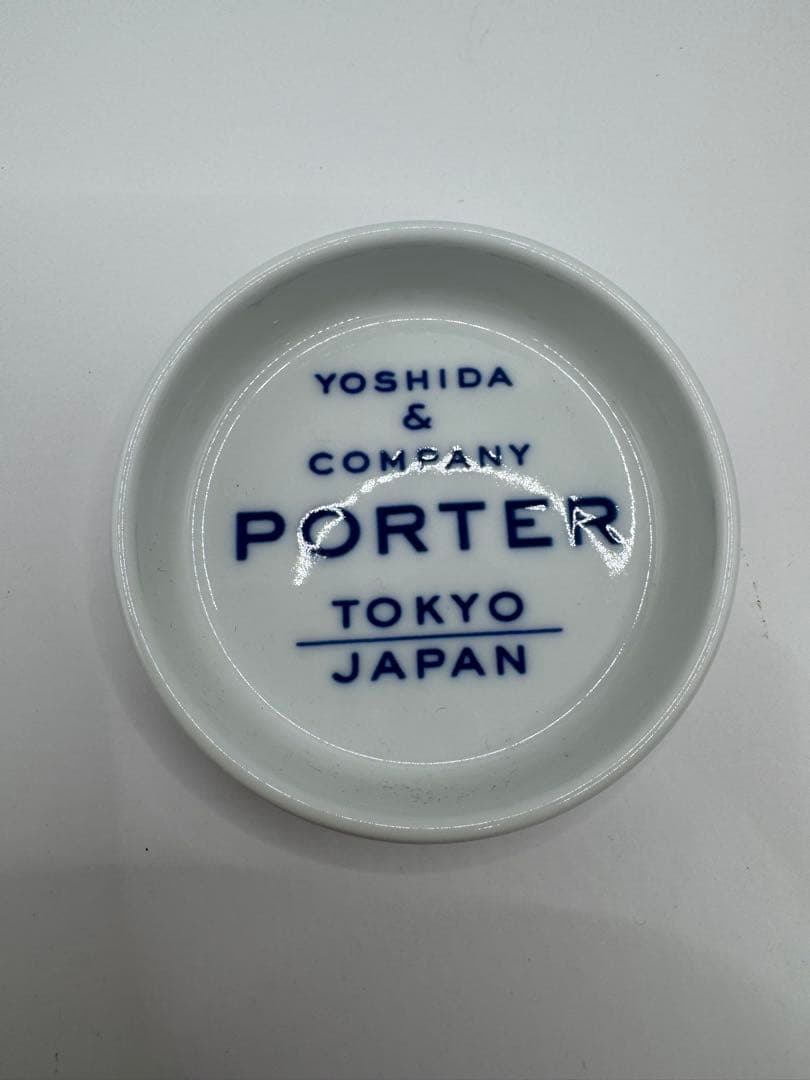 YOSHIDA
&
COMPANY
PORTER
TOKYO
JAPAN